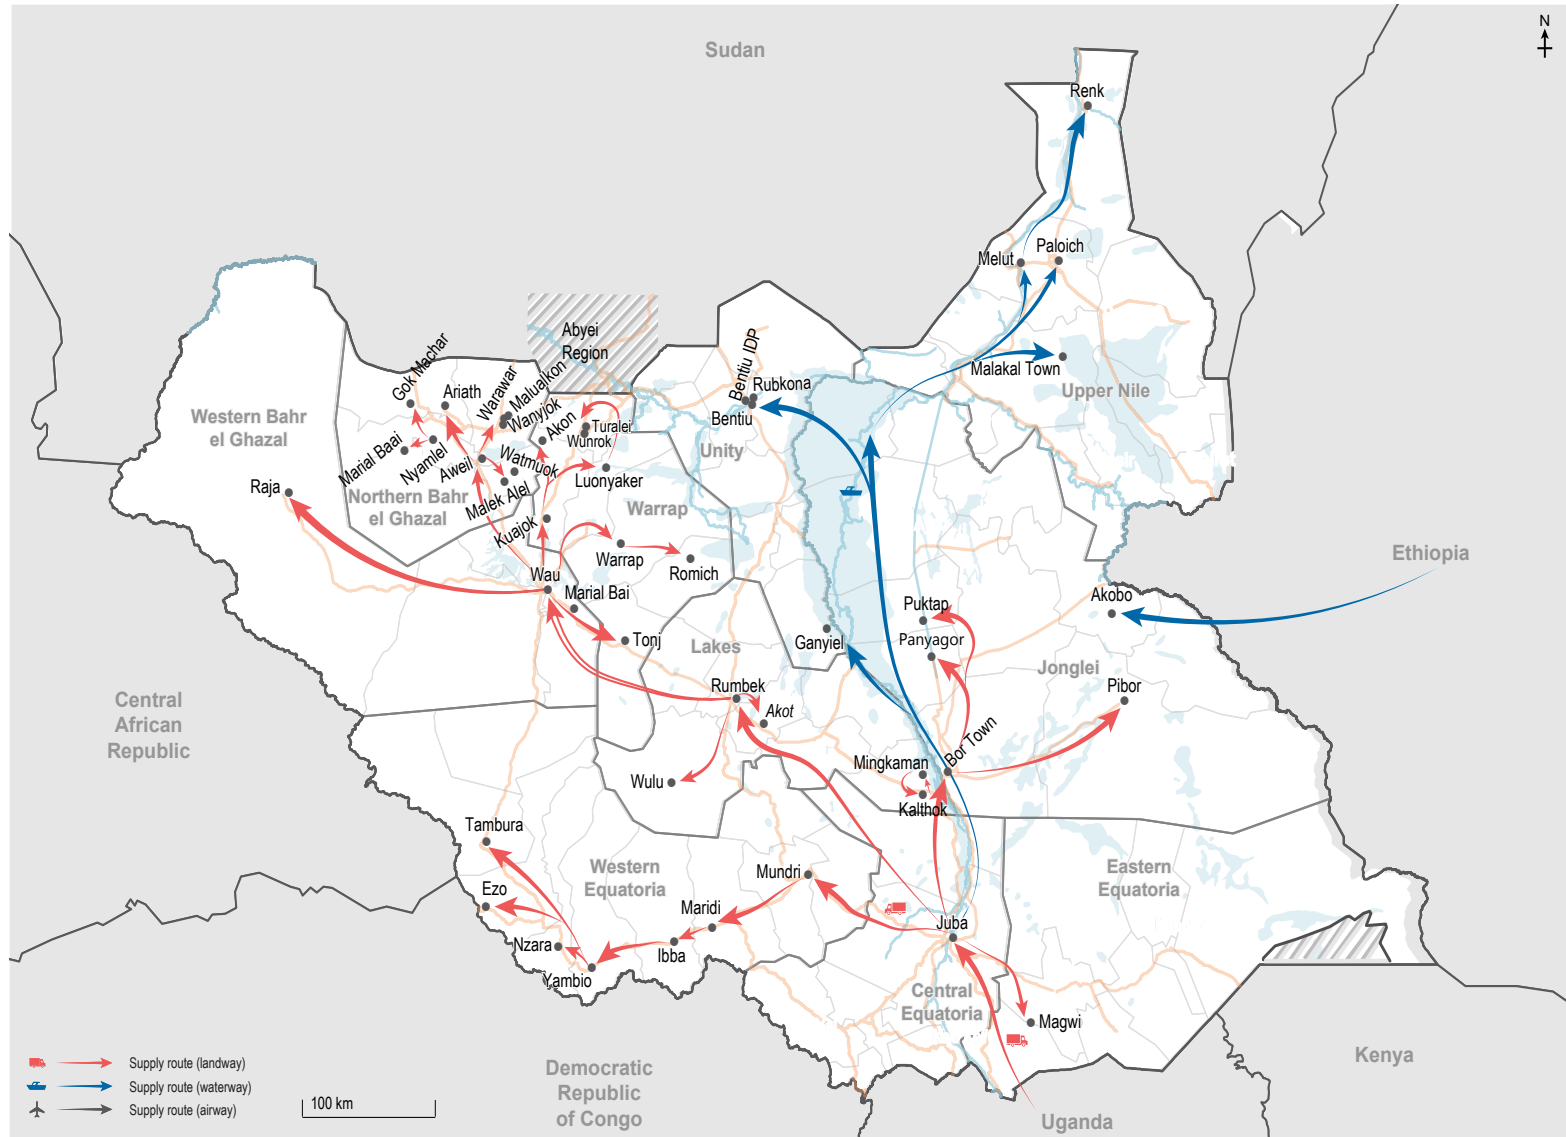 N
Sudan
Renk
Melut
Paloich
Abyei
Region
Malakal Town
Upper Nile
Gok Machar
Ariath
Warawar
Malualkon
Wanyjok
Akon
Turalei
Wunrok
Bentiu IDP
Rubkona
Bentiu
Unity
Western Bahr
el Ghazal
Marial Baai
Nyamlel
Aweil
Watmuok
Malek Alel
Luonyaker
Northern Bahr
el Ghazal
Raja
Kuajok
Warrap
Warrap
Romich
Wau
Marial Bai
Tonj
Ethiopia
Akobo
Puktap
Panyagor
Ganyiel
Lakes
Jonglei
Pibor
Rumbek
Akot
Central
African
Republic
Wulu
Mingkaman
Kalthok
Bor Town
Tambura
Western
Equatoria
Mundri
Eastern
Equatoria
Ezo
Maridi
Juba
Nzara
Ibba
Yambio
Central
Equatoria
Magwi
Kenya
Democratic
Republic
of Congo
Uganda
Supply route (landway)
Supply route (waterway)
Supply route (airway)
100 km